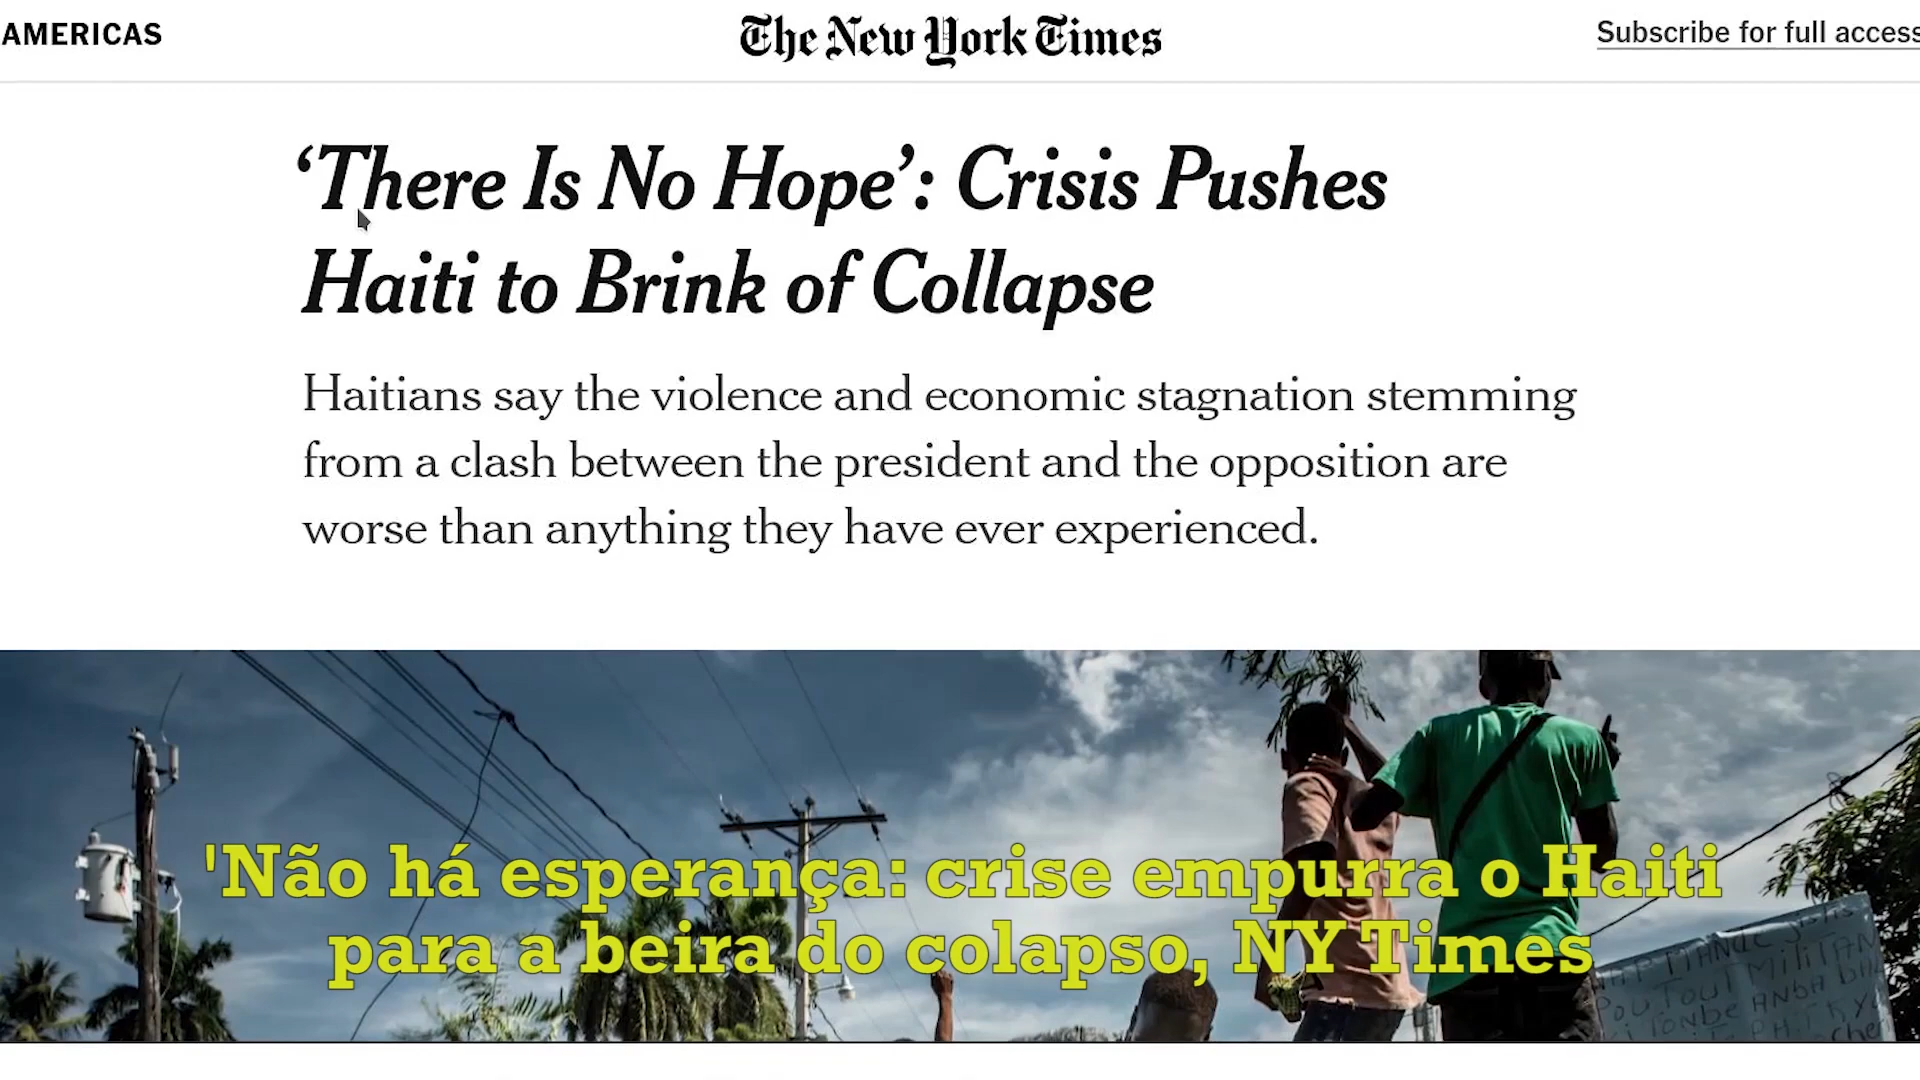 AMERICAS
The New York Times
Subscribe for full access
‘There Is No Hope’: Crisis Pushes
Haiti to Brink of Collapse
Haitians say the violence and economic stagnation stemming
from a clash between the president and the opposition are
worse than anything they have ever experienced.
'Não há esperança: crise empurra o Haiti
para a beira do colapso, NY Times